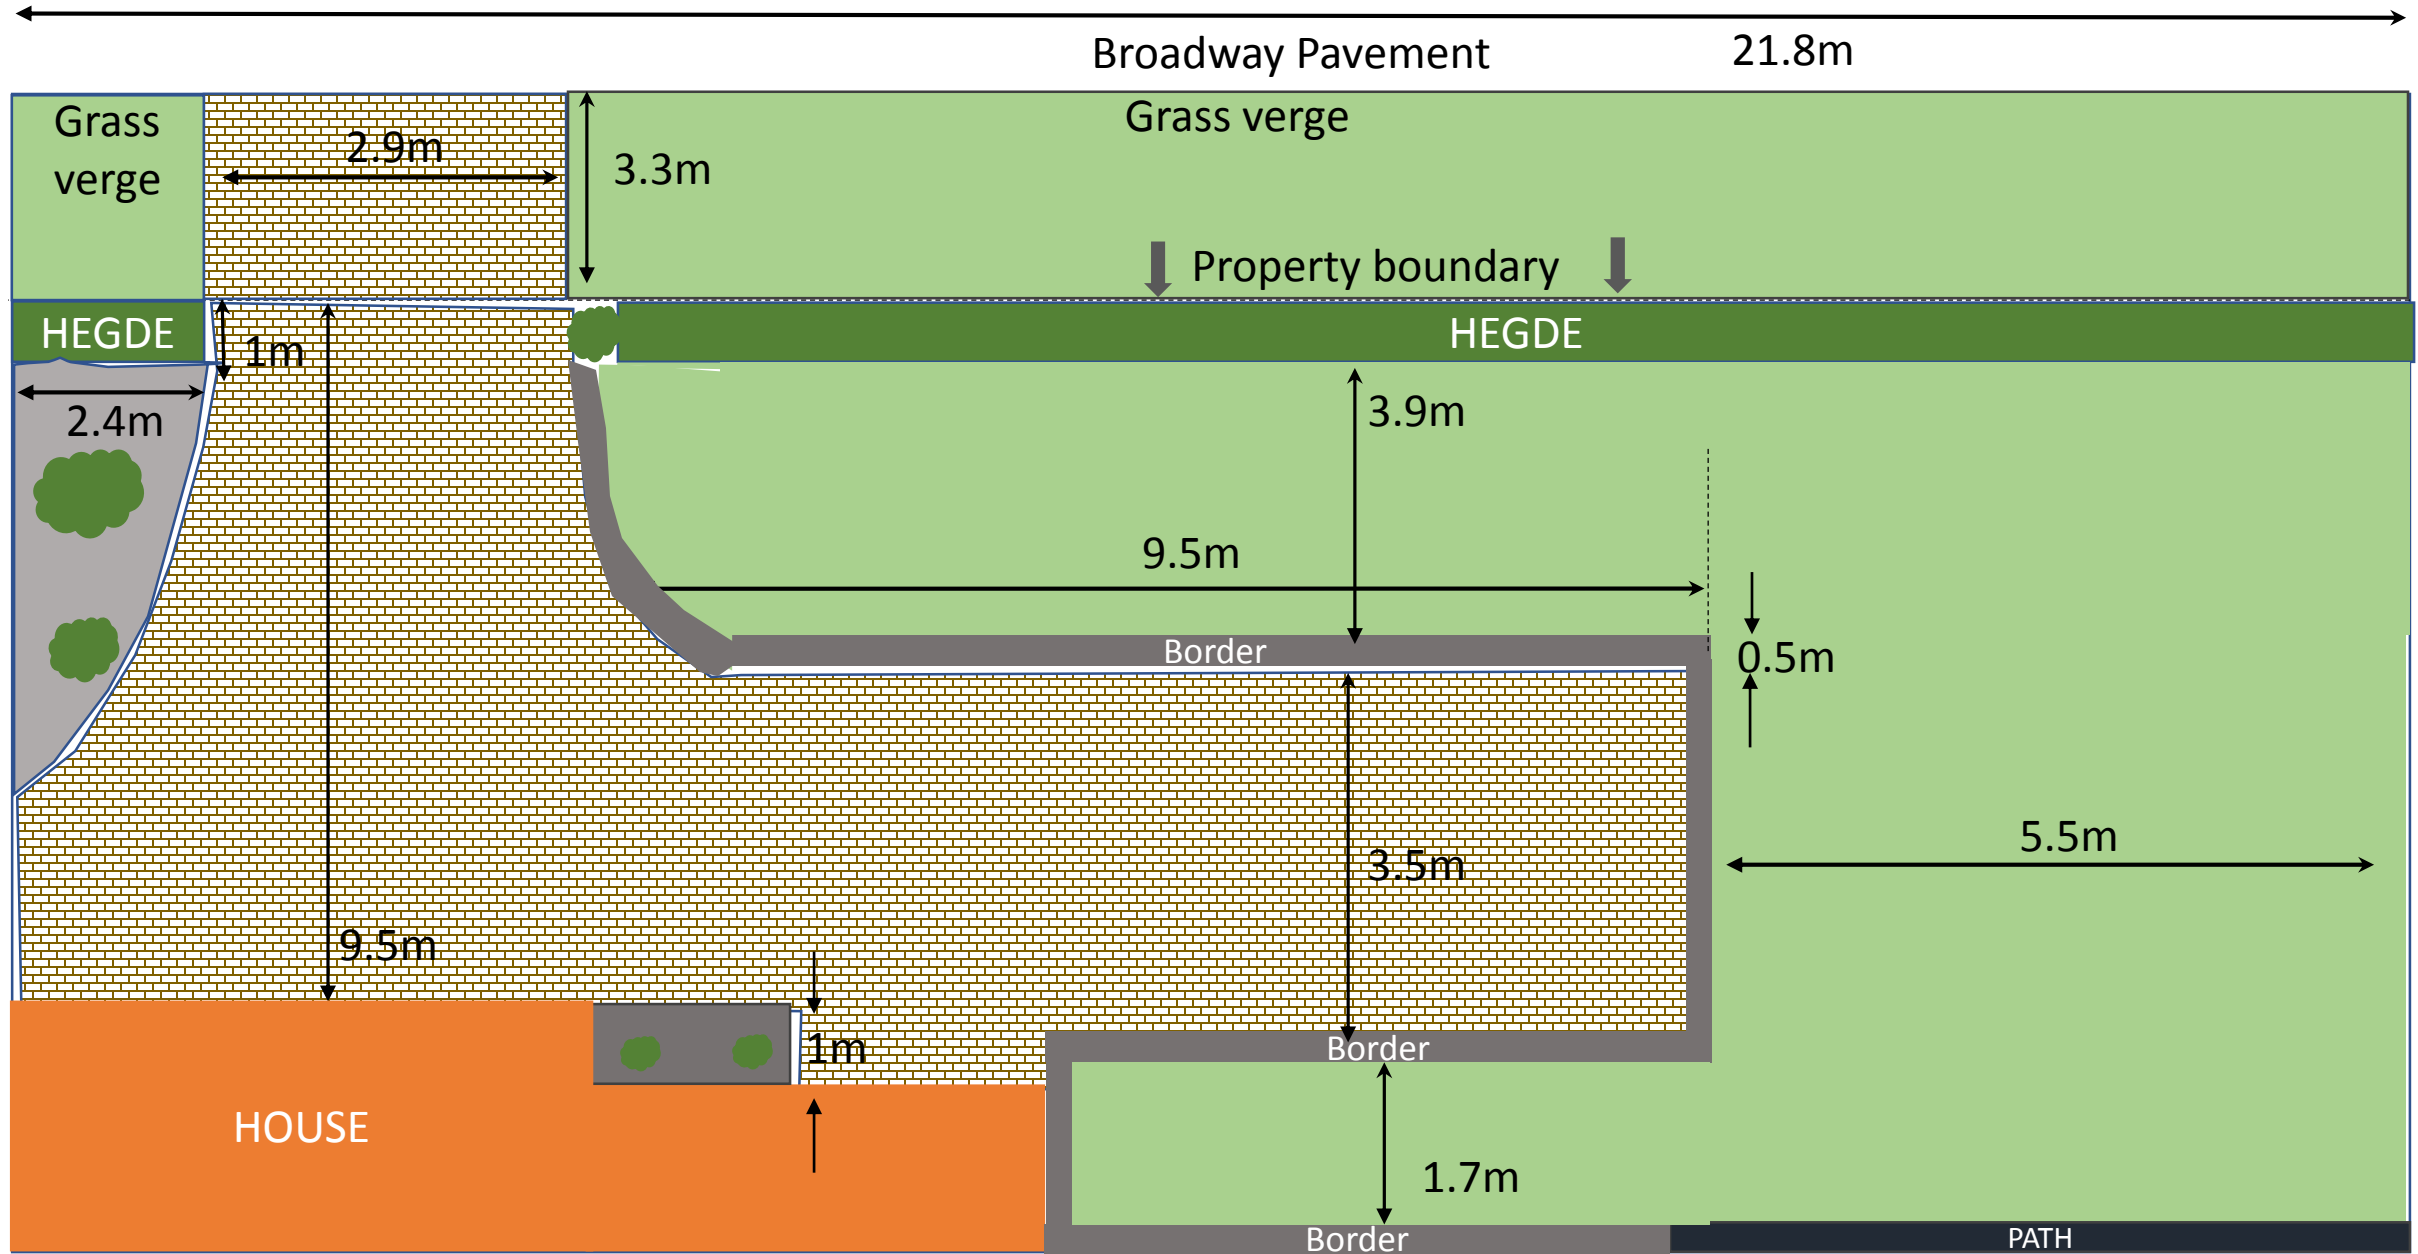 Broadway Pavement
21.8m
Grass
verge
2.9m
3.3m
Grass verge
Property boundary
HEGDE
1m
HEGDE
2.4m
3.9m
9.5m
Border
0.5m
3.5m
5.5m
9.5m
1m
Border
HOUSE
1.7m
Border
PATH